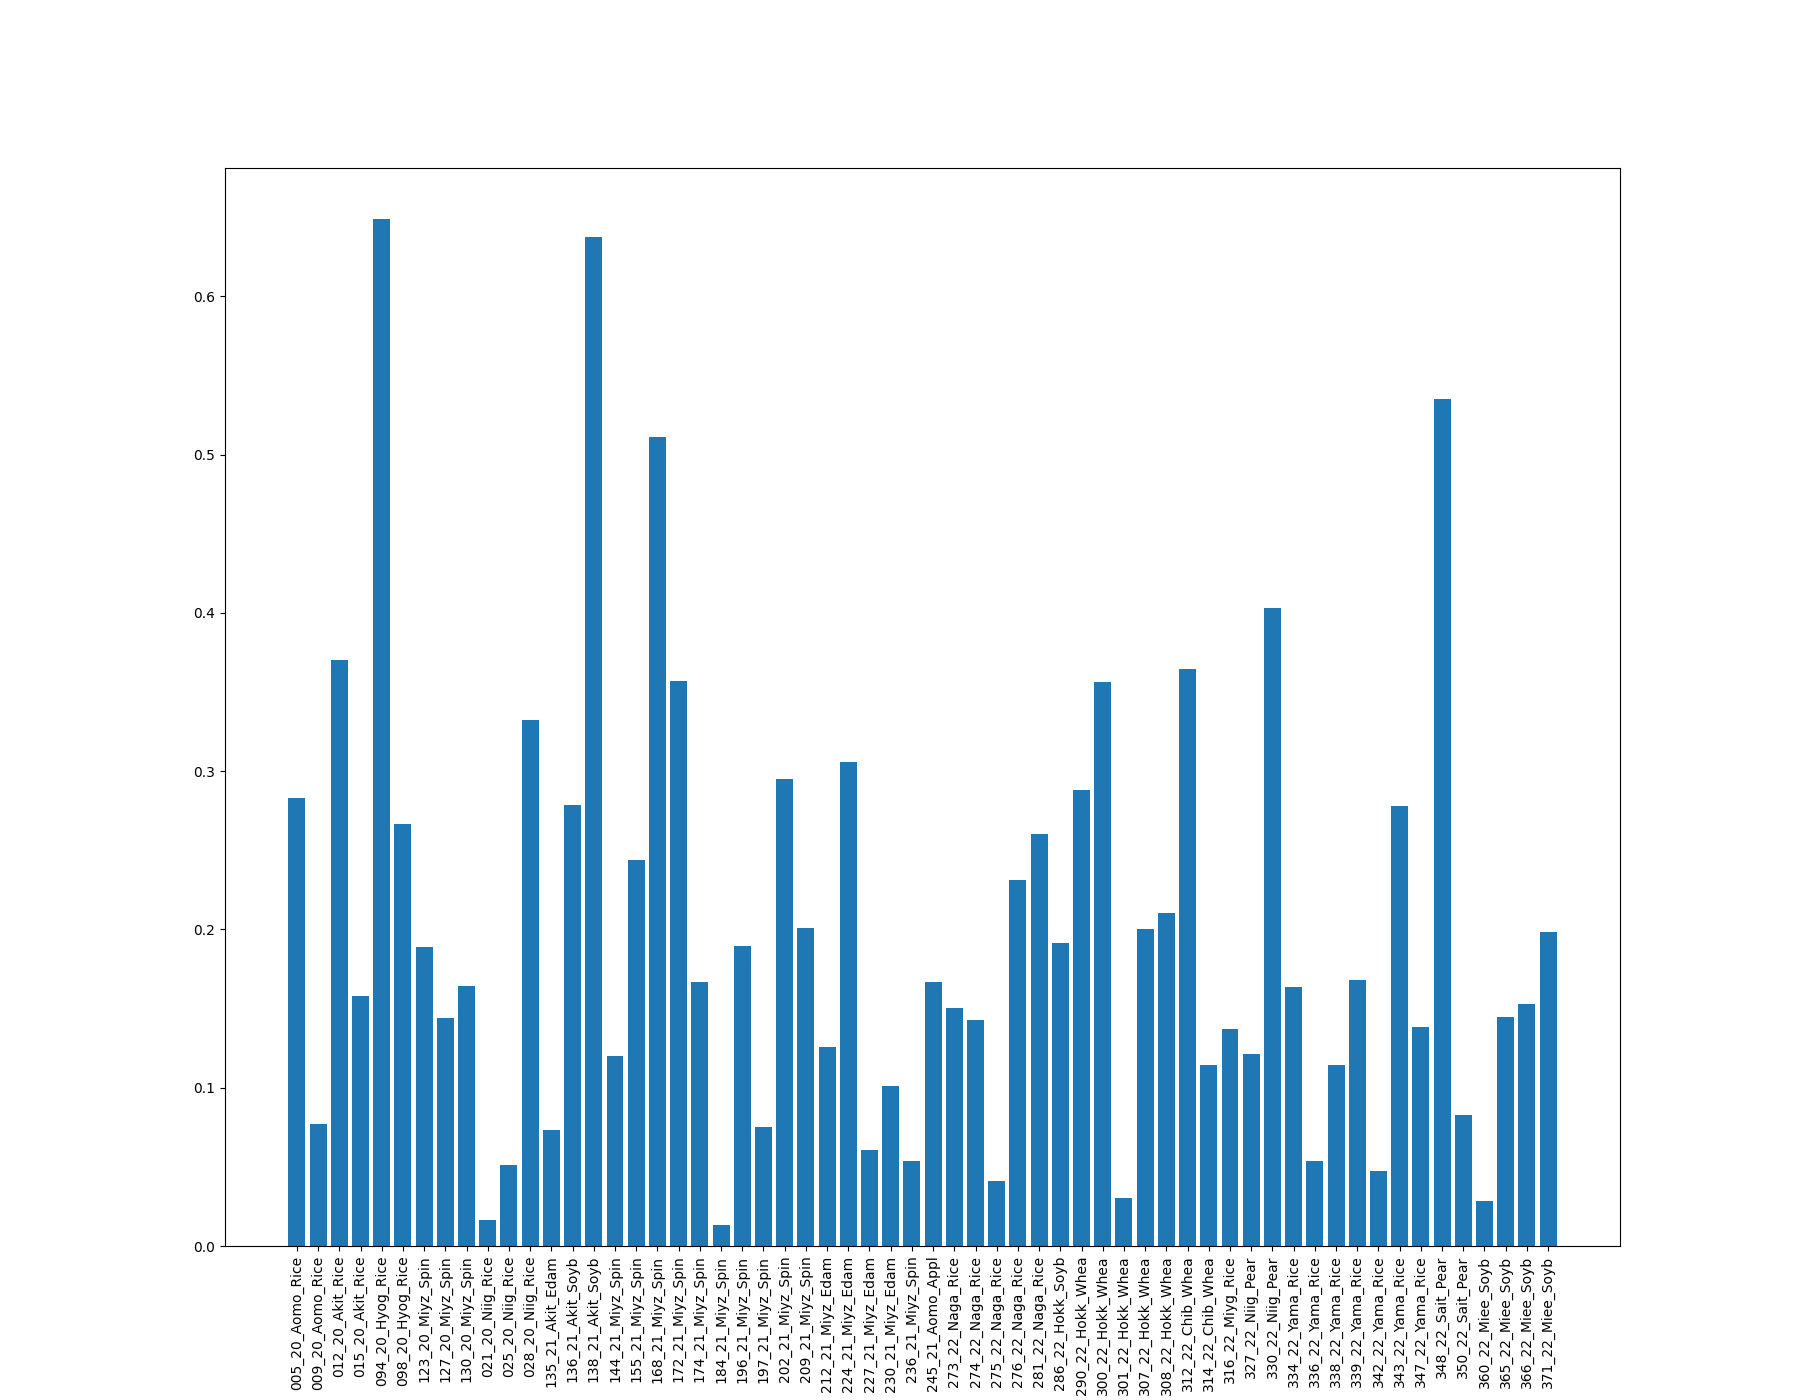 0.6
0.5
0.4
0.3
0.2
0.1
0.0
005_20_Aomo_Rice
009_20_Aomo_Rice
012_20_Akit_Rice
015_20_Akit_Rice
094_20_Hyog_Rice
098_20_Hyog_Rice
123_20_Miyz_Spin
127_20_Miyz_Spin
130_20_Miyz_Spin
021_20_Niig_Rice
025_20_Niig_Rice
028_20_Niig_Rice
135_21_Akit_Edam
136_21_Akit_Soyb
138_21_Akit_Soyb
144_21_Miyz_Spin
155_21_Miyz_Spin
168_21_Miyz_Spin
172_21_Miyz_Spin
174_21_Miyz_Spin
184_21_Miyz_Spin
196_21_Miyz_Spin
197_21_Miyz_Spin
202_21_Miyz_Spin
209_21_Miyz_Spin
212_21_Miyz_Edam
224_21_Miyz_Edam
227_21_Miyz_Edam
230_21_Miyz_Edam
236_21_Miyz_Spin
245_21_Aomo_Appl
273_22_Naga_Rice
274_22_Naga_Rice
275_22_Naga_Rice
276_22_Naga_Rice
281_22_Naga_Rice
286_22_Hokk_Soyb
290_22_Hokk_Whea
300_22_Hokk_Whea
301_22_Hokk_Whea
307_22_Hokk_Whea
308_22_Hokk_Whea
312_22_Chib_Whea
314_22_Chib_Whea
316_22_Miyg_Rice
327_22_Niig_Pear
330_22_Niig_Pear
334_22_Yama_Rice
336_22_Yama_Rice
338_22_Yama_Rice
339_22_Yama_Rice
342_22_Yama_Rice
343_22_Yama_Rice
347_22_Yama_Rice
348_22_Sait_Pear
350_22_Sait_Pear
360_22_Miee_Soyb
365_22_Miee_Soyb
366_22_Miee_Soyb
371_22_Miee_Soyb